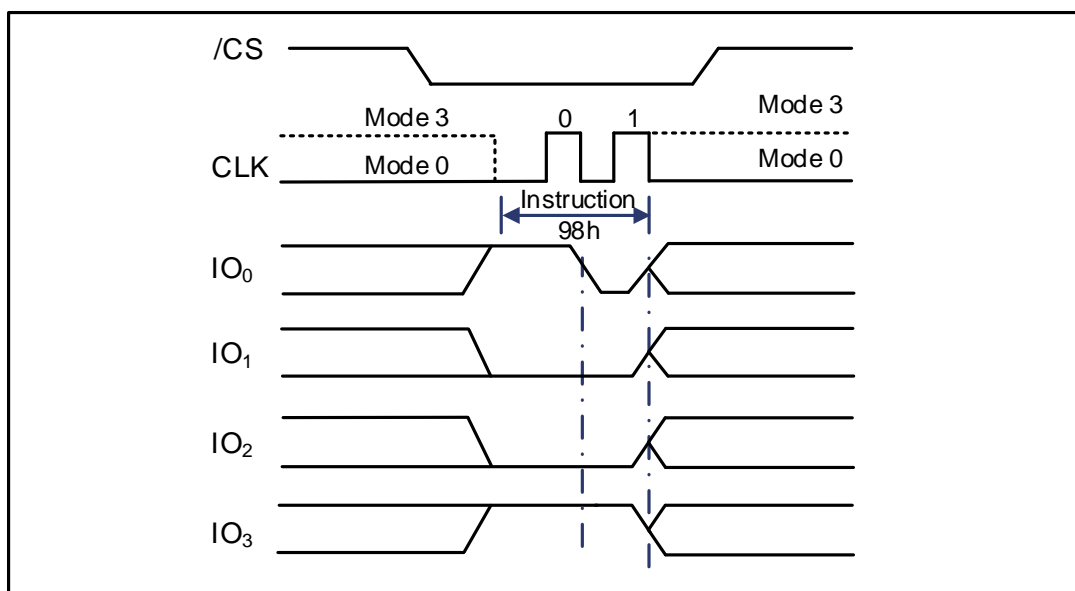 /CS
Mode 3 0 1 Mode 3
CLK Mode 0 Mode 0
Instruction
98h
IO₀
IO₁
IO₂
IO₃